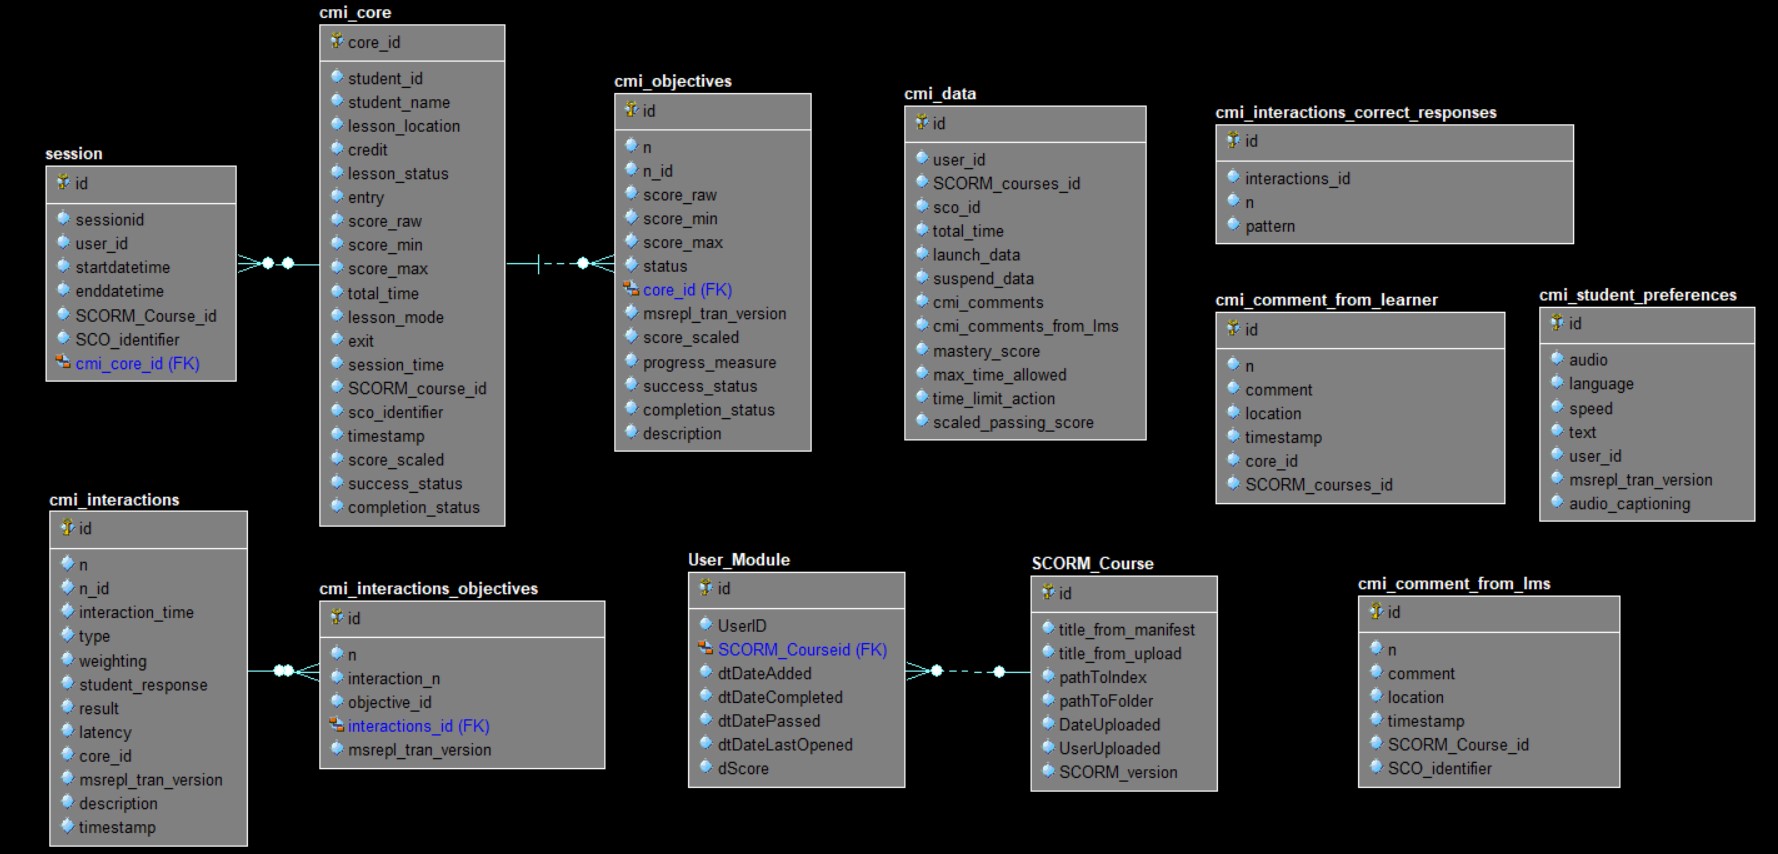 cmi_core
core_id
student_id
student_name
lesson_location
credit
lesson_status
entry
score_raw
score_min
score_max
total_time
lesson_mode
exit
session_time
SCORM_course_id
sco_identifier
timestamp
score_scaled
success_status
completion_status
session
id
sessionid
user_id
startdatetime
enddatetime
SCORM_Course_id
SCO_identifier
cmi_core_id (FK)
cmi_objectives
id
n
n_id
score_raw
score_min
score_max
status
core_id (FK)
msrepl_tran_version
score_scaled
progress_measure
success_status
completion_status
description
cmi_data
id
user_id
SCORM_courses_id
sco_id
total_time
launch_data
suspend_data
cmi_comments
cmi_comments_from_lms
mastery_score
max_time_allowed
time_limit_action
scaled_passing_score
cmi_interactions_correct_responses
id
interactions_id
n
pattern
cmi_comment_from_learner
id
n
comment
location
timestamp
core_id
SCORM_courses_id
cmi_student_preferences
id
audio
language
speed
text
user_id
msrepl_tran_version
audio_captioning
cmi_interactions
id
n
n_id
interaction_time
type
weighting
student_response
result
latency
core_id
msrepl_tran_version
description
timestamp
cmi_interactions_objectives
id
n
interaction_n
objective_id
interactions_id (FK)
msrepl_tran_version
User_Module
id
UserID
SCORM_Courseid (FK)
dtDateAdded
dtDateCompleted
dtDatePassed
dtDateLastOpened
dScore
SCORM_Course
id
title_from_manifest
title_from_upload
pathToIndex
pathToFolder
DateUploaded
UserUploaded
SCORM_version
cmi_comment_from_lms
id
n
comment
location
timestamp
SCORM_Course_id
SCO_identifier